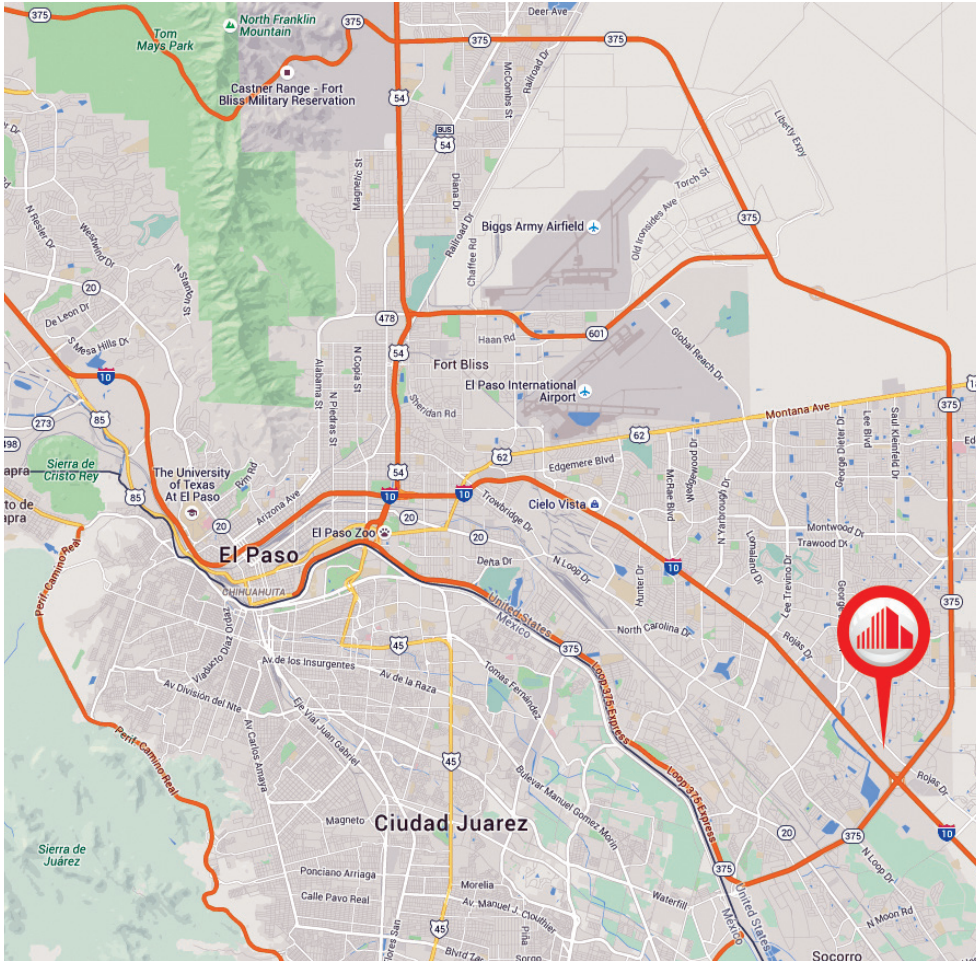 Deer Ave
375
North Franklin
Mountain
375
Tom
Mays Park
375
375
Castner Range - Fort
Bliss Military Reservation
54
McCombs St
Railroad Dr
BUS
54
Liberty Expy
Magnetic St
Diana Dr
Torch St
N Resler Dr
Westwind Dr
Railroad Dr
Chaffee Rd
Biggs Army Airfield
Old Ironsides Ave
375
N Stanton St
20
De Leon Dr
478
601
S Mesa Hills Dr
Haan Rd
Global Reach Dr
54
Fort Bliss
Alabama St
N Copia St
N Piedras St
10
El Paso International
Airport
Sheridan Rd
375
Montana Ave
85
273
498
62
62
Lee Blvd
Saul Kleinfeld Dr
George Dieter Dr
Sierra de
Cristo Rey
The University
of Texas
At El Paso
Rim Rd
54
Edgemere Blvd
McRae Blvd
Wedgewood Dr
N Yarbrough Dr
85
10
10
Trowbridge Dr
Cielo Vista
20
Arizona Ave
20
El Paso Zoo
20
Montwood Dr
Trawood Dr
Lomaland Dr
Lee Trevino Dr
El Paso
Delta Dr
N Loop Dr
Hunter Dr
10
George
375
CHIHUAHUITA
Perif. Camino Real
United States
México
North Carolina Dr
Rojas Dr
Viaducto Díaz Ordaz
45
375
Av de los Insurgentes
Av de la Raza
Tomas Fernández
Loop 375 Express
Av División del Nte
Eje Vial Juan Gabriel
Av Carlos Amaya
Perif. Camino Real
45
Bulevar Manuel Gomez Morin
Loop 375 Express
Rojas Dr
Magneto
Ciudad Juarez
20
375
10
Sierra de
Juárez
N Loop Dr
Ponciano Arriaga
Morelia
375
Calle Pavo Real
Av. Manuel J. Clouthier
Waterfill
United States
México
N Moon Rd
45
Piña
Socorro